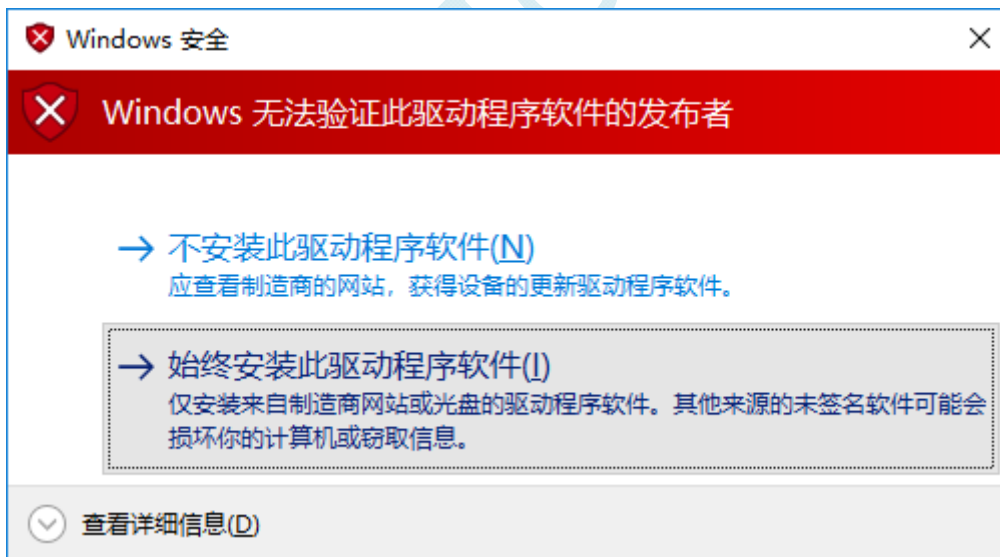 Windows 安全
Windows 无法验证此驱动程序软件的发布者
不安装此驱动程序软件(N)
应查看制造商的网站，获得设备的更新驱动程序软件。
始终安装此驱动程序软件(I)
仅安装来自制造商网站或光盘的驱动程序软件。其他来源的未签名软件可能会
损坏你的计算机或窃取信息。
查看详细信息(D)